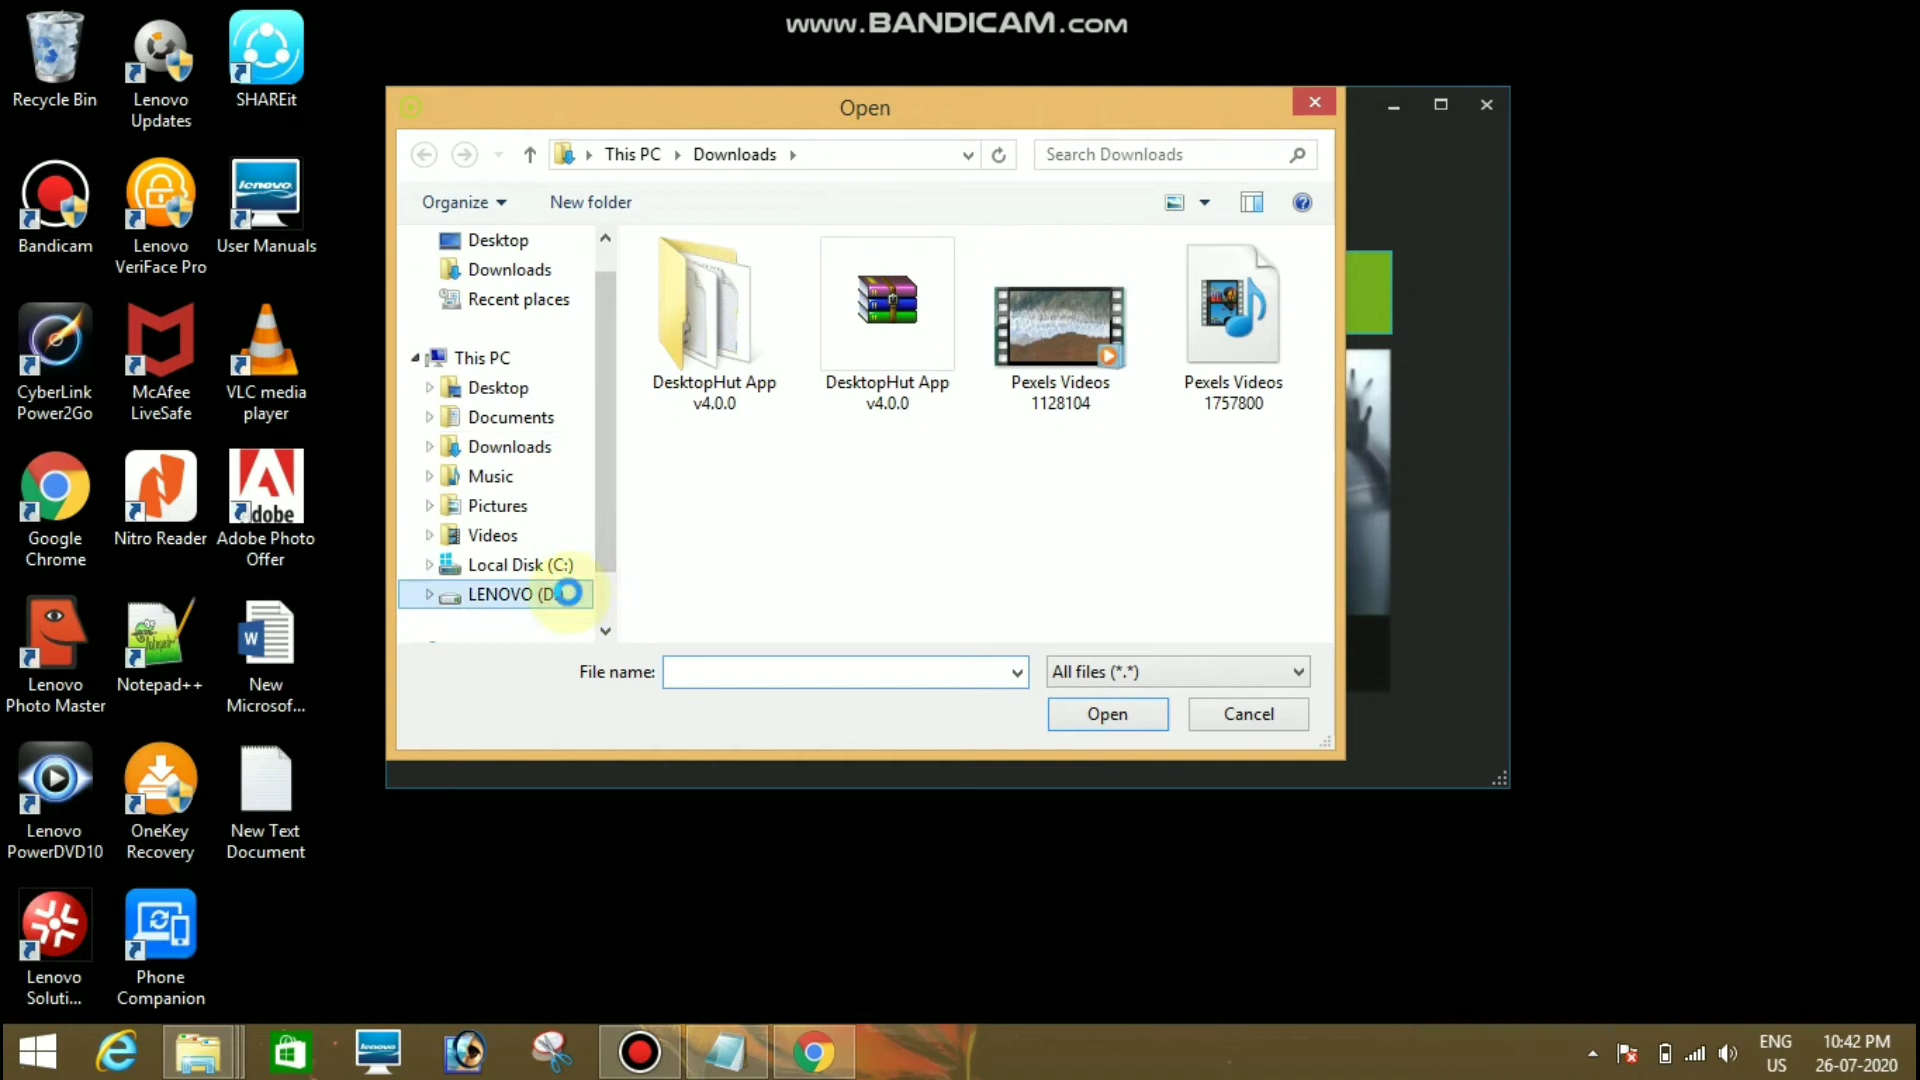 www.BANDICAM.com
Recycle Bin
Lenovo
Updates
SHAREit
Bandicam
Lenovo
VeriFace Pro
lenovo
User Manuals
CyberLink
Power2Go
McAfee
LiveSafe
VLC media
player
Google
Chrome
Nitro Reader
Adobe
Adobe Photo
Offer
Lenovo
Photo Master
Notepad++
W
New
Microsof...
Lenovo
PowerDVD10
OneKey
Recovery
New Text
Document
Lenovo
Soluti...
Phone
Companion
Open
This PC
Downloads
Search Downloads
Organize
New folder
Desktop
Downloads
Recent places
This PC
Desktop
Documents
Downloads
Music
Pictures
Videos
Local Disk (C:)
LENOVO (D
DesktopHut App
v4.0.0
DesktopHut App
v4.0.0
Pexels Videos
1128104
Pexels Videos
1757800
File name:
All files (*.*)
Open
Cancel
lenovo
ENG
US
10:42 PM
26-07-2020